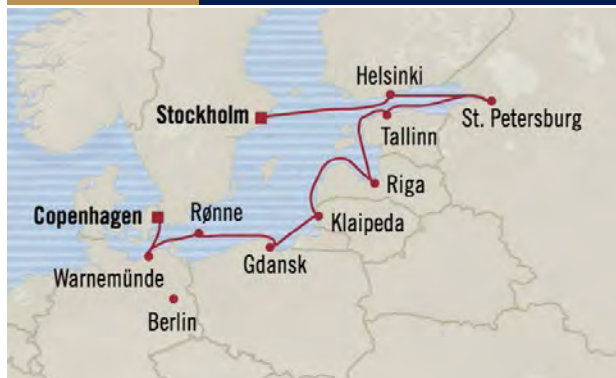 Helsinki
Stockholm
St. Petersburg
Tallinn
Riga
Copenhagen
Rønne
Klaipeda
Gdansk
Warnemünde
Berlin